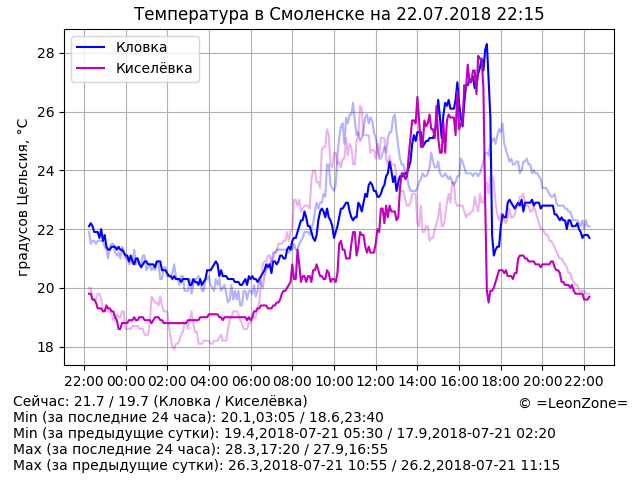 Температура в Смоленске на 22.07.2018 22:15
Кловка
Киселёвка
градусов Цельсия, °C
28
26
24
22
20
18
22:00 00:00 02:00 04:00 06:00 08:00 10:00 12:00 14:00 16:00 18:00 20:00 22:00
Сейчас: 21.7 / 19.7 (Кловка / Киселёвка)
© =LeonZone=
Min (за последние 24 часа): 20.1,03:05 / 18.6,23:40
Min (за предыдущие сутки): 19.4,2018-07-21 05:30 / 17.9,2018-07-21 02:20
Max (за последние 24 часа): 28.3,17:20 / 27.9,16:55
Max (за предыдущие сутки): 26.3,2018-07-21 10:55 / 26.2,2018-07-21 11:15